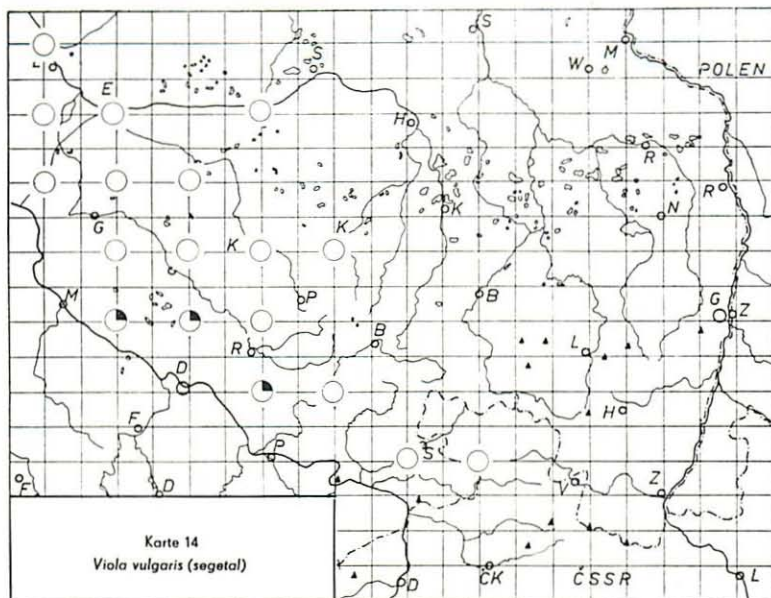 S
M
S
W
POLEN
L
E
H
R
R
K
N
G
K
K
M
P
B
G
Z
R
B
L
D
H
F
P
S
F
D
Z
Karte 14
Viola vulgaris (segetal)
D
ČK
ČSSR
L